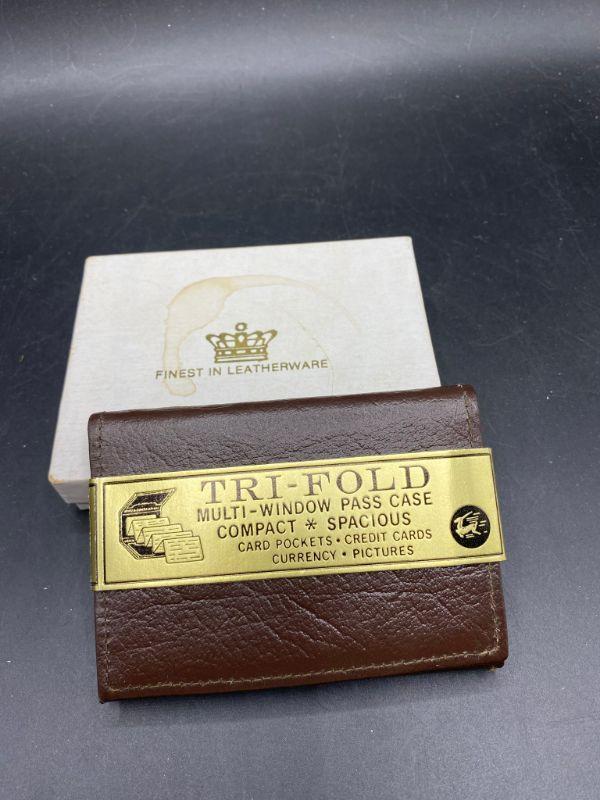 FINEST IN LEATHERWARE
TRI-FOLD
MULTI-WINDOW PASS CASE
COMPACT * SPACIOUS
CARD POCKETS • CREDIT CARDS
CURRENCY • PICTURES